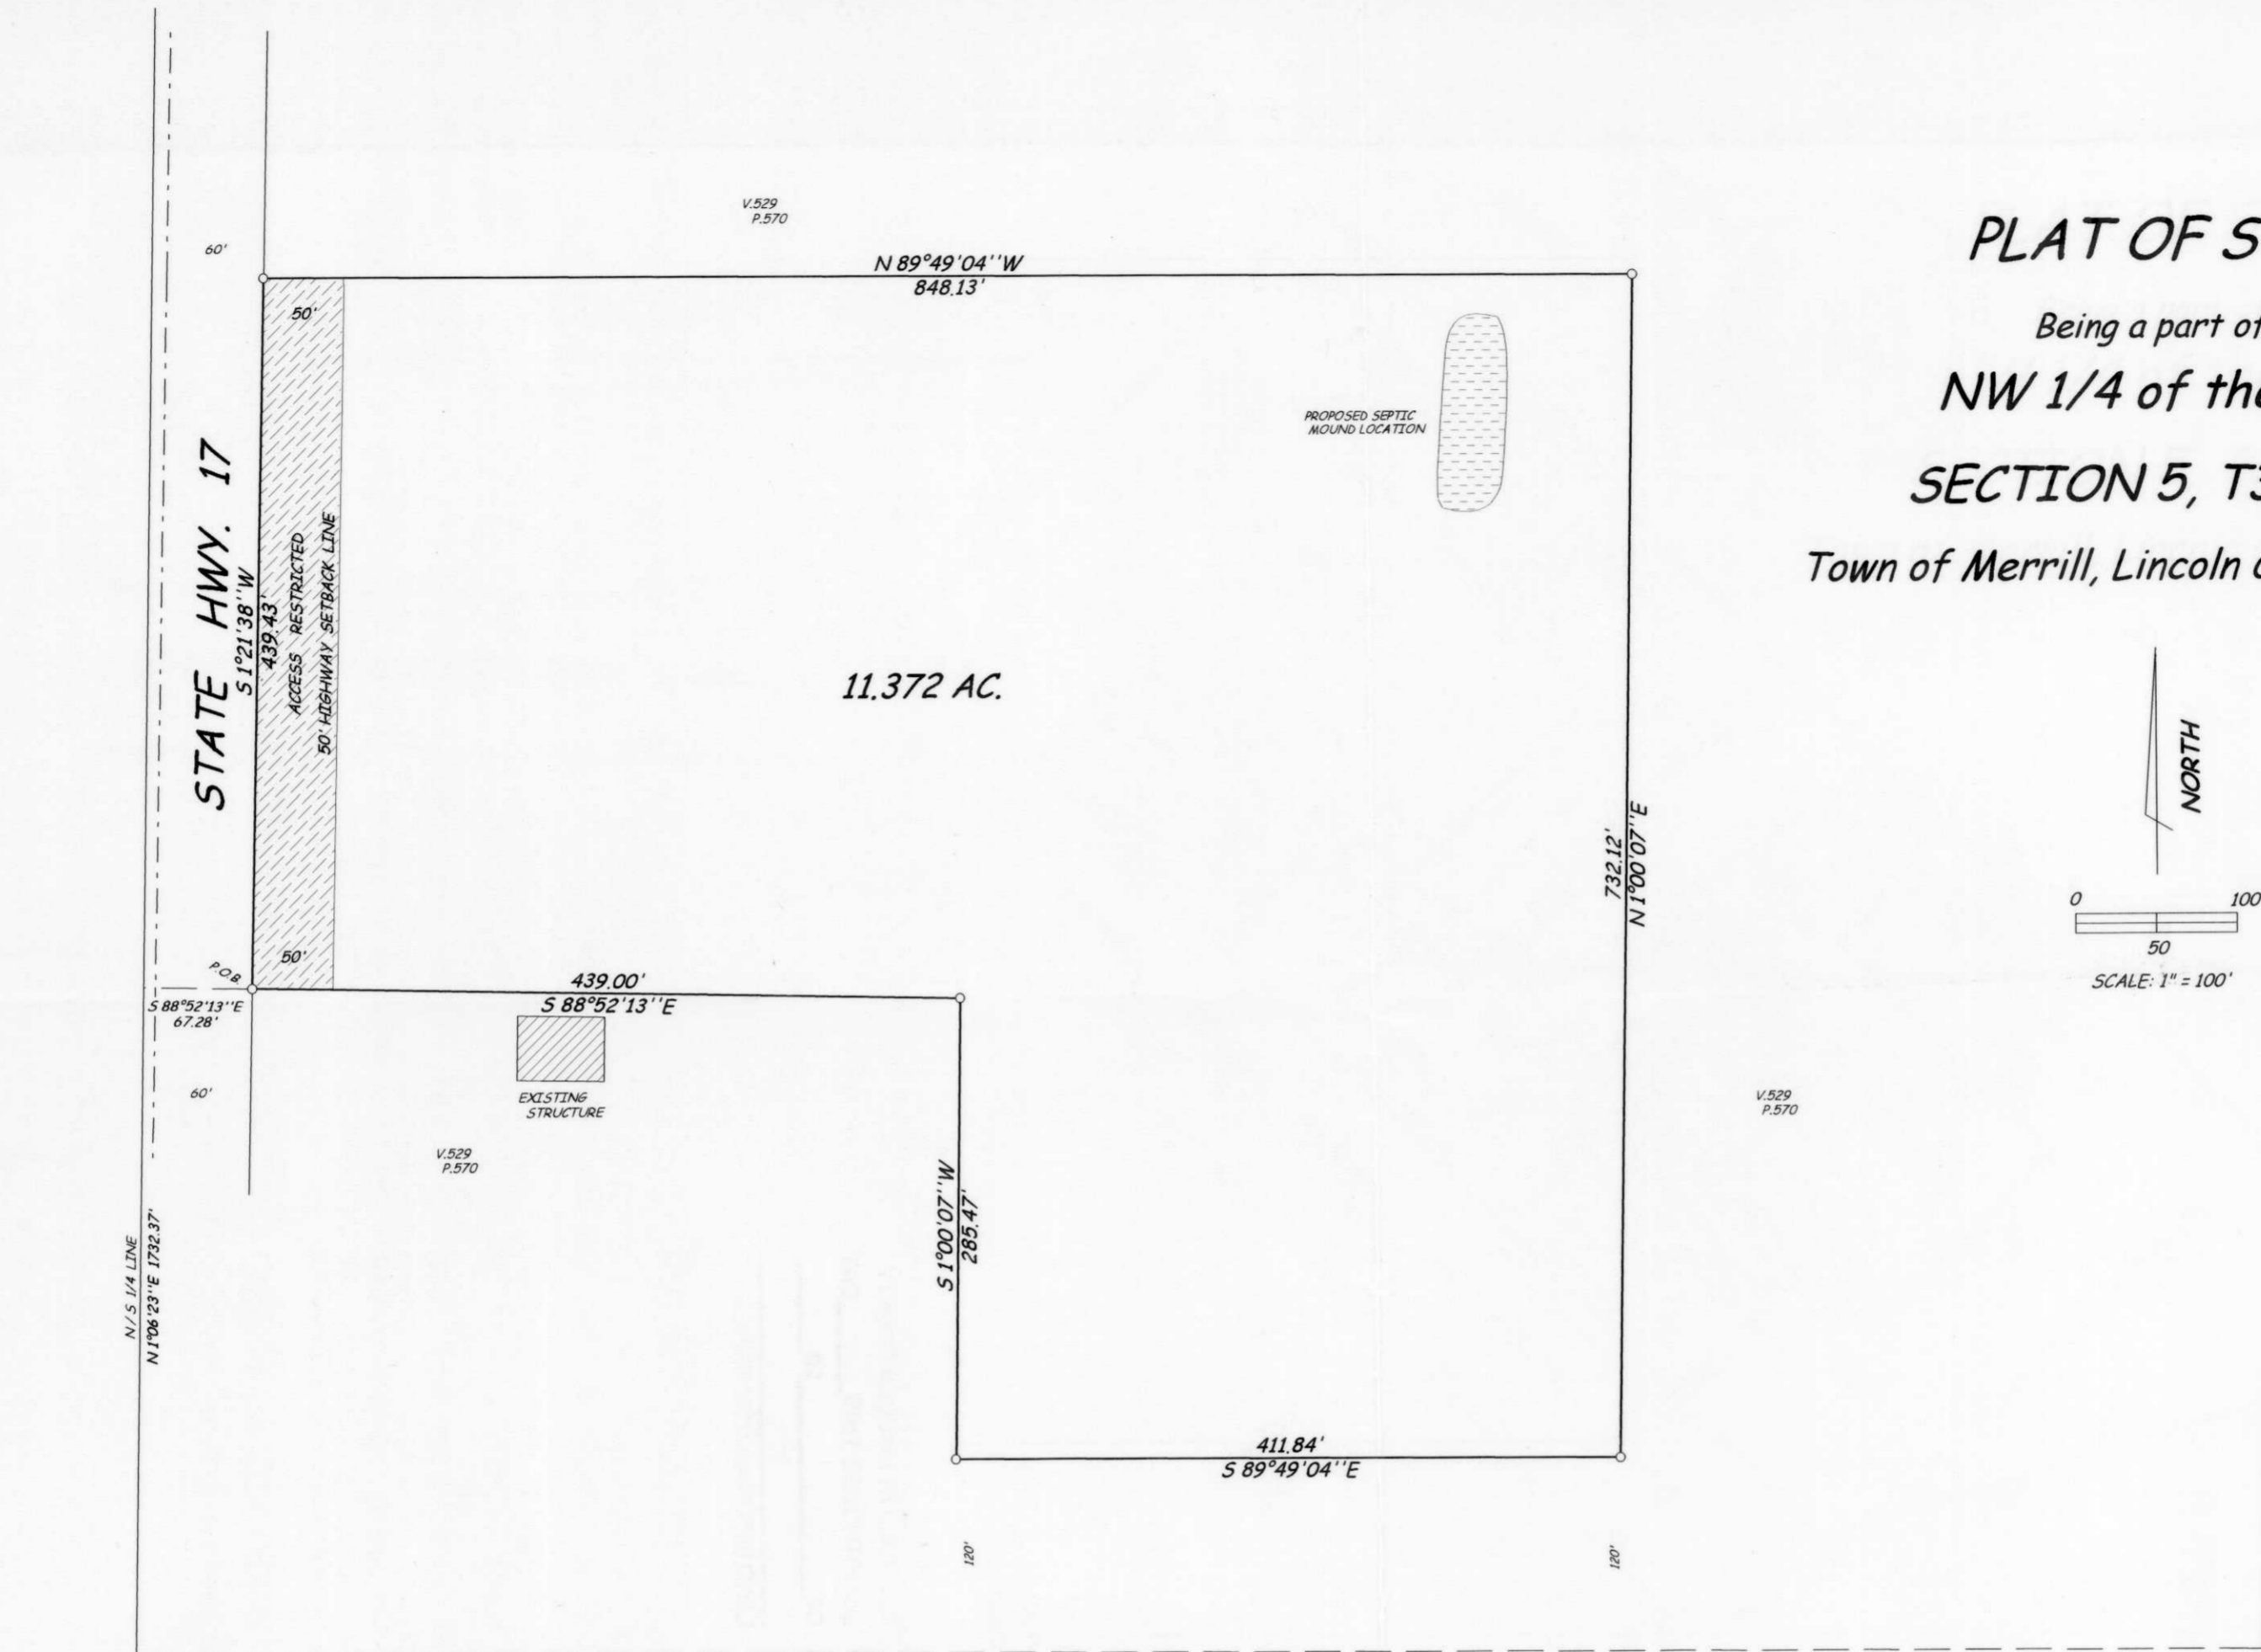 V.529
P.570
60'
N 89°49'04''W
848.13'
50'
PROPOSED SEPTIC
MOUND LOCATION
STATE HWY. 17
S 1°21'38''W
439.43'
ACCESS RESTRICTED
50' HIGHWAY SETBACK LINE
11.372 AC.
732.12'
N 1°00'07''E
50'
P.O.B.
S 88°52'13''E
67.28'
439.00'
S 88°52'13''E
60'
EXISTING
STRUCTURE
V.529
P.570
S 1°00'07''W
285.47'
V.529
P.570
N/S 1/4 LINE
N1°06'23''E 1732.37'
411.84'
S 89°49'04''E
120'
120'
PLAT OF S
Being a part of
NW 1/4 of the
SECTION 5, T3
Town of Merrill, Lincoln
NORTH
0 100
50
SCALE: 1" = 100'